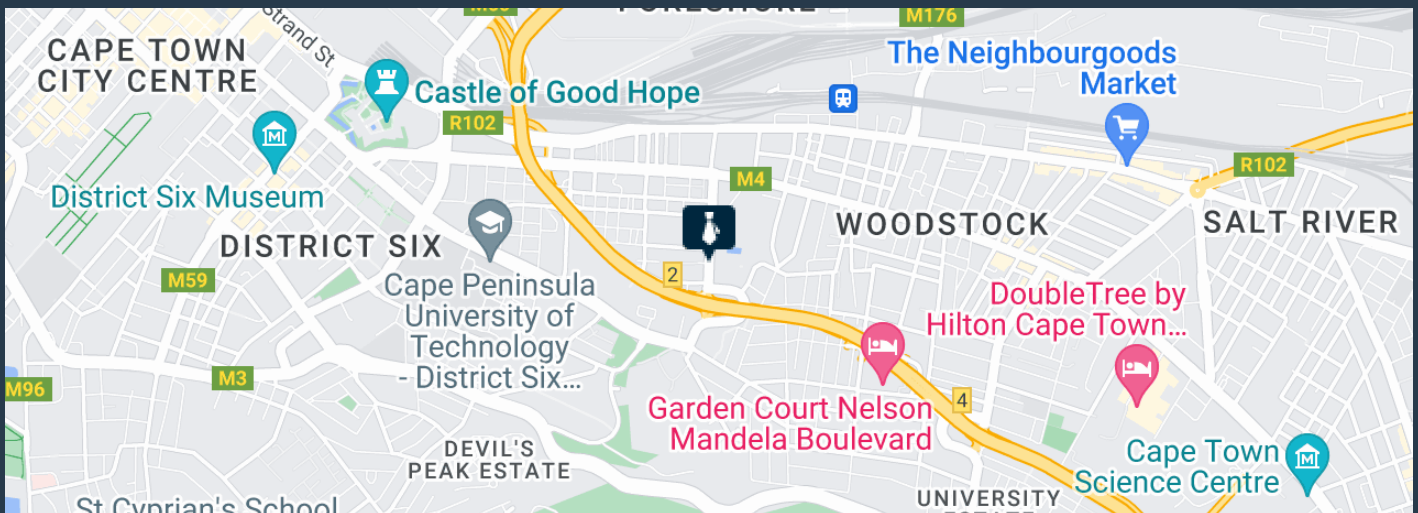 M176
CAPE TOWN
CITY CENTRE
Strand St
The Neighbourgoods
Market
Castle of Good Hope
R102
R102
M4
District Six Museum
DISTRICT SIX
WOODSTOCK
SALT RIVER
M59
2
Cape Peninsula
University of
Technology
- District Six...
DoubleTree by
Hilton Cape Town...
M3
M96
4
Garden Court Nelson
Mandela Boulevard
DEVIL'S
PEAK ESTATE
Cape Town
Science Centre
UNIVERSITY
St Cyprian's School